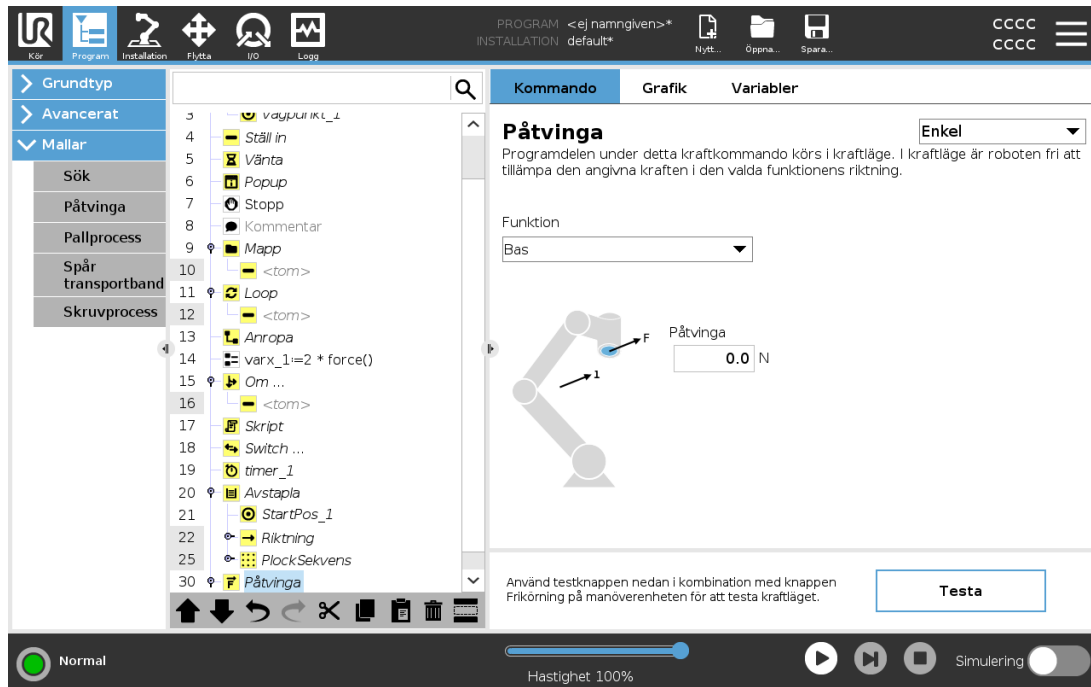 UR
PROGRAM <ej namngiven>*
INSTALLATION default*
CCCC
CCCC
Kör
Program
Installation
Flytta
I/O
Logg
Nytt...
Öppna...
Spara...
Grundtyp
Avancerat
Mallar
Sök
Påtvinga
Pallprocess
Spår
transportband
Skruvprocess
3 Vägpunkt_1
4 Ställ in
5 Vänta
6 Popup
7 Stopp
8 Kommentar
9 Mapp
10 <tom>
11 Loop
12 <tom>
13 Anropa
14 varx_1:=2 * force()
15 Om ...
16 <tom>
17 Skript
18 Switch ...
19 timer_1
20 Avstapla
21 StartPos_1
22 Riktning
25 PlockSekvens
30 Påtvinga
Kommando
Grafik
Variabler
Påtvinga
Enkel
Programdelen under detta kraftkommando körs i kraftläge. I kraftläge är roboten fri att
tillämpa den angivna kraften i den valda funktionens riktning.
Funktion
Bas
F
1
Påtvinga
0.0 N
Använd testknappen nedan i kombination med knappen
Frikörning på manöverenheten för att testa kraftläget.
Testa
Normal
Hastighet 100%
Simulering